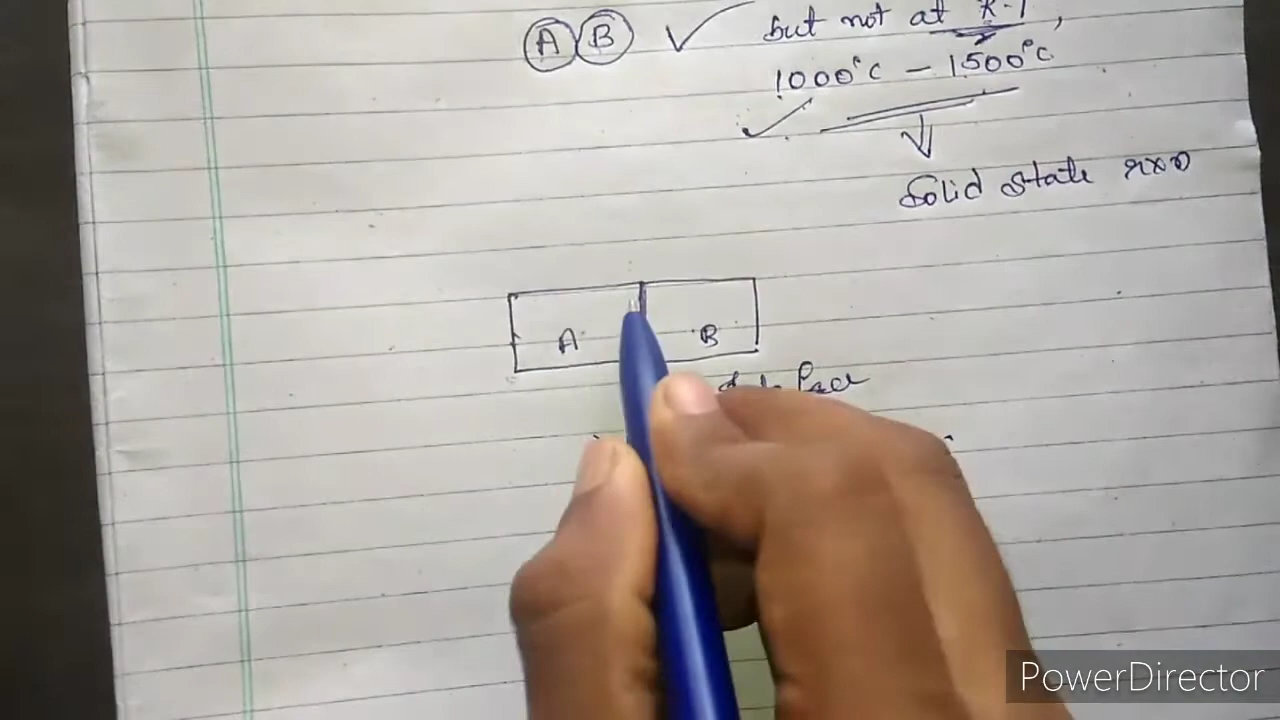 A B ✓ but not at R.T,
1000°C - 1500°C
Solid state rxn
A B
PowerDirector